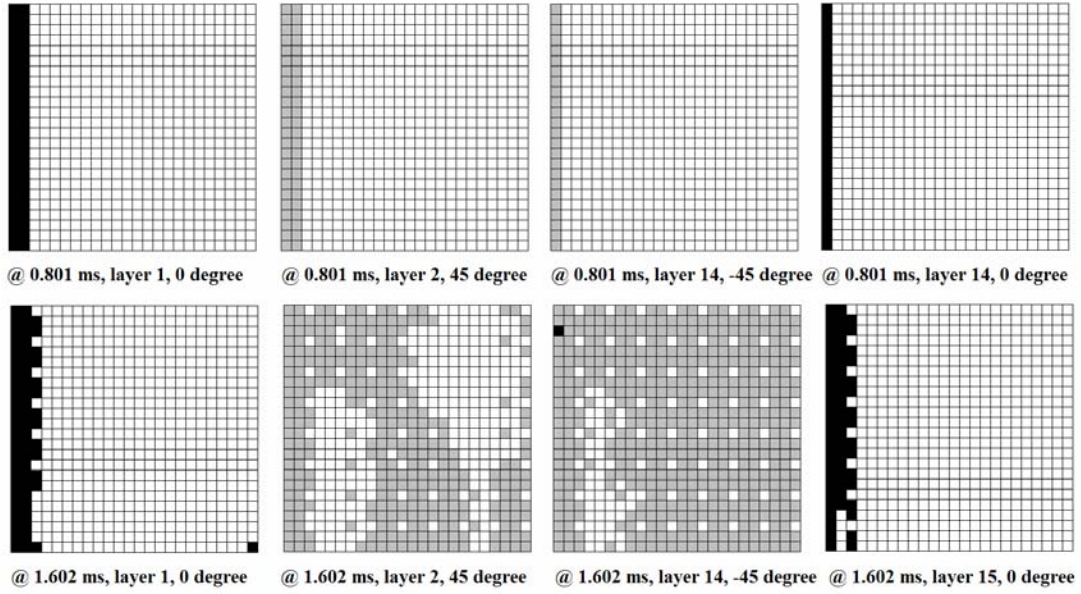 @ 0.801 ms, layer 1, 0 degree
@ 0.801 ms, layer 2, 45 degree
@ 0.801 ms, layer 14, -45 degree
@ 0.801 ms, layer 14, 0 degree
@ 1.602 ms, layer 1, 0 degree
@ 1.602 ms, layer 2, 45 degree
@ 1.602 ms, layer 14, -45 degree
@ 1.602 ms, layer 15, 0 degree